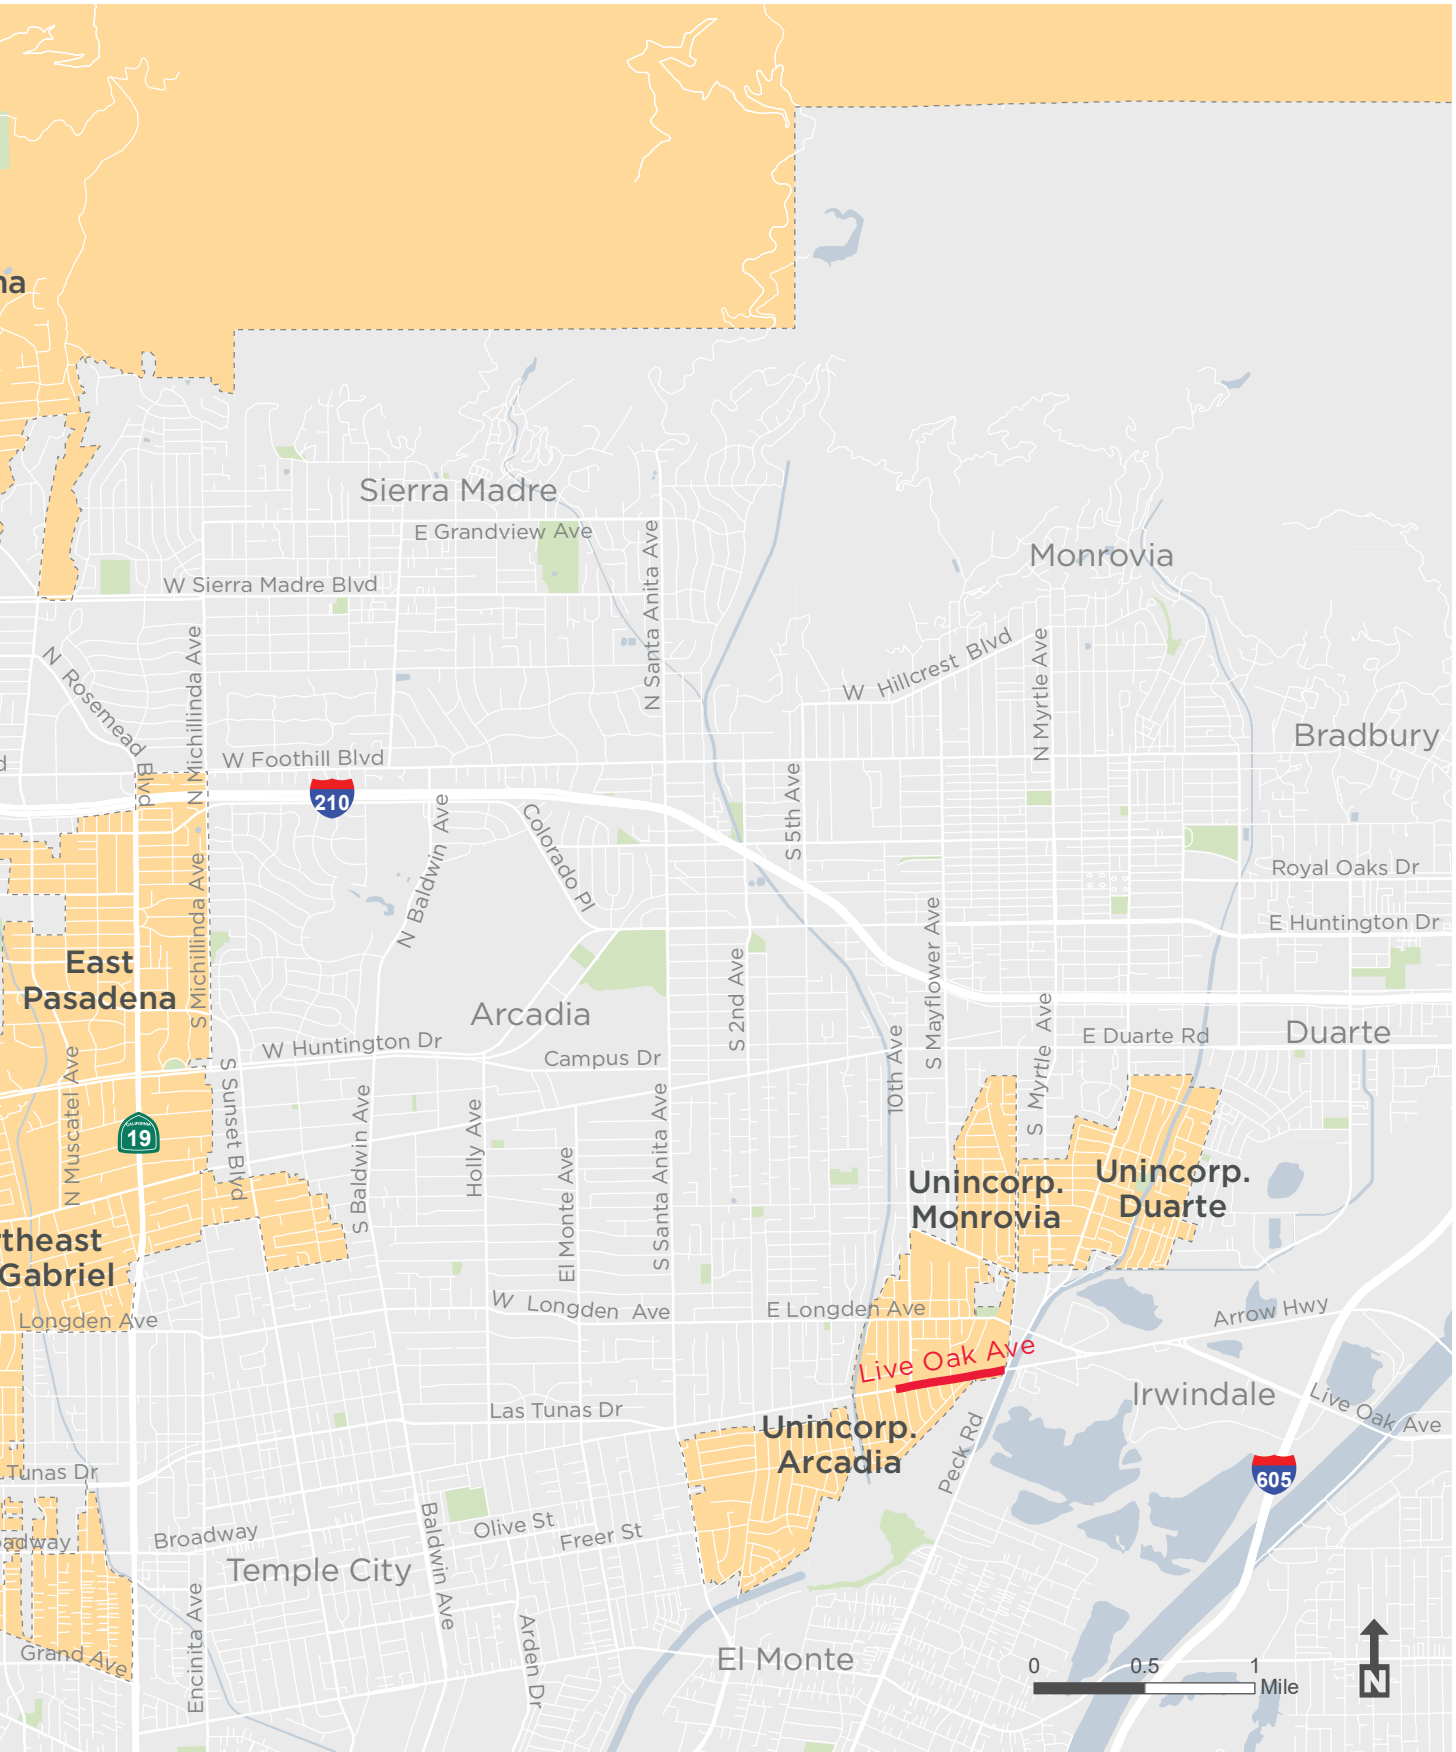 na
Sierra Madre
E Grandview Ave
N Santa Anita Ave
Monrovia
W Sierra Madre Blvd
N Rosemead Blvd
N Michillinda Ave
W Hillcrest Blvd
N Myrtle Ave
Bradbury
d
W Foothill Blvd
210
S 5th Ave
N Baldwin Ave
Colorado Pl
Royal Oaks Dr
S Michillinda Ave
S Mayflower Ave
E Huntington Dr
East
Pasadena
Arcadia
S 2nd Ave
S Myrtle Ave
E Duarte Rd
Duarte
W Huntington Dr
Campus Dr
10th Ave
N Muscatel Ave
CALIFORNIA
19
S Sunset Blvd
S Baldwin Ave
Holly Ave
El Monte Ave
S Santa Anita Ave
Unincorp.
Monrovia
Unincorp.
Duarte
theast
Gabriel
Longden Ave
W Longden Ave
E Longden Ave
Arrow Hwy
Live Oak Ave
Irwindale
Live Oak Ave
Las Tunas Dr
Unincorp.
Arcadia
Peck Rd
Tunas Dr
605
adway
Broadway
Olive St
Freer St
Temple City
Baldwin Ave
Encinita Ave
Arden Dr
Grand Ave
El Monte
0 0.5 1
Mile
N